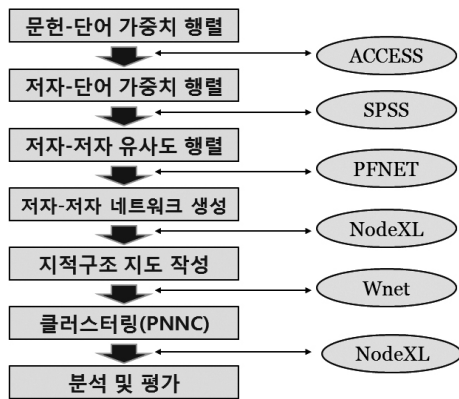 문헌-단어 가중치 행렬
ACCESS
저자-단어 가중치 행렬
SPSS
저자-저자 유사도 행렬
PFNET
저자-저자 네트워크 생성
NodeXL
지적구조 지도 작성
Wnet
클러스터링(PNNC)
NodeXL
분석 및 평가